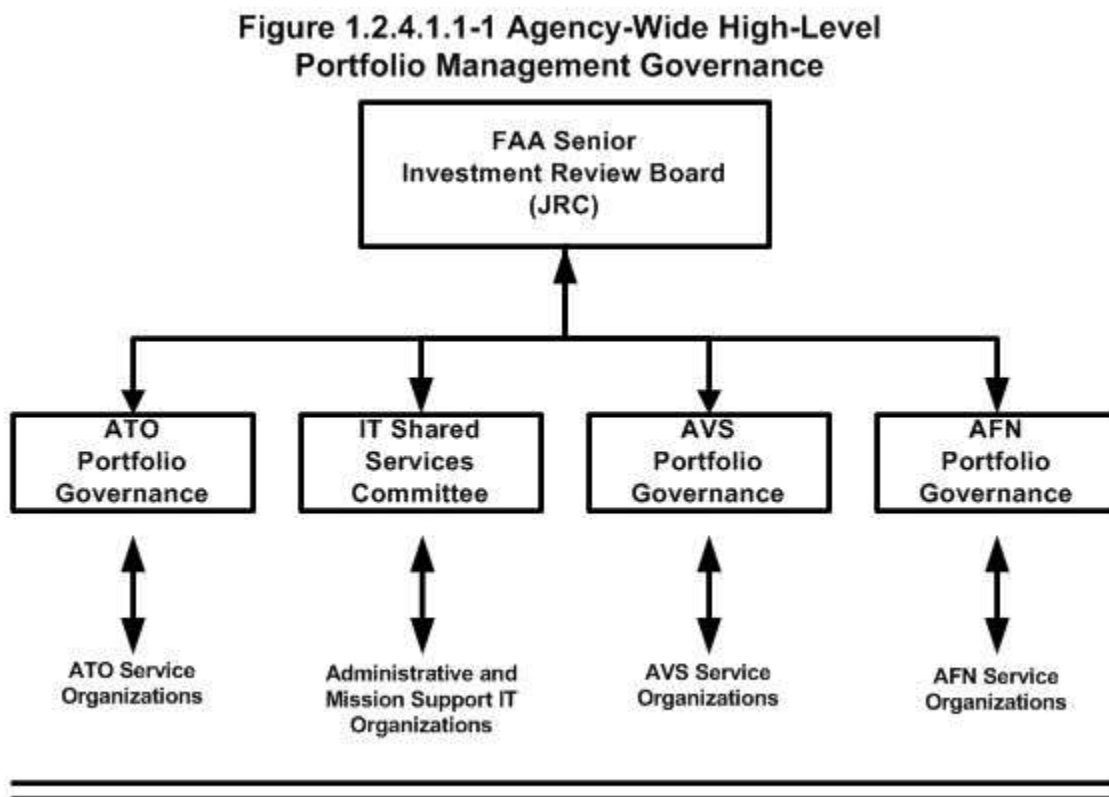 Figure 1.2.4.1.1-1 Agency-Wide High-Level
Portfolio Management Governance
FAA Senior
Investment Review Board
(JRC)
ATO
Portfolio
Governance
IT Shared
Services
Committee
AVS
Portfolio
Governance
AFN
Portfolio
Governance
ATO Service
Organizations
Administrative and
Mission Support IT
Organizations
AVS Service
Organizations
AFN Service
Organizations